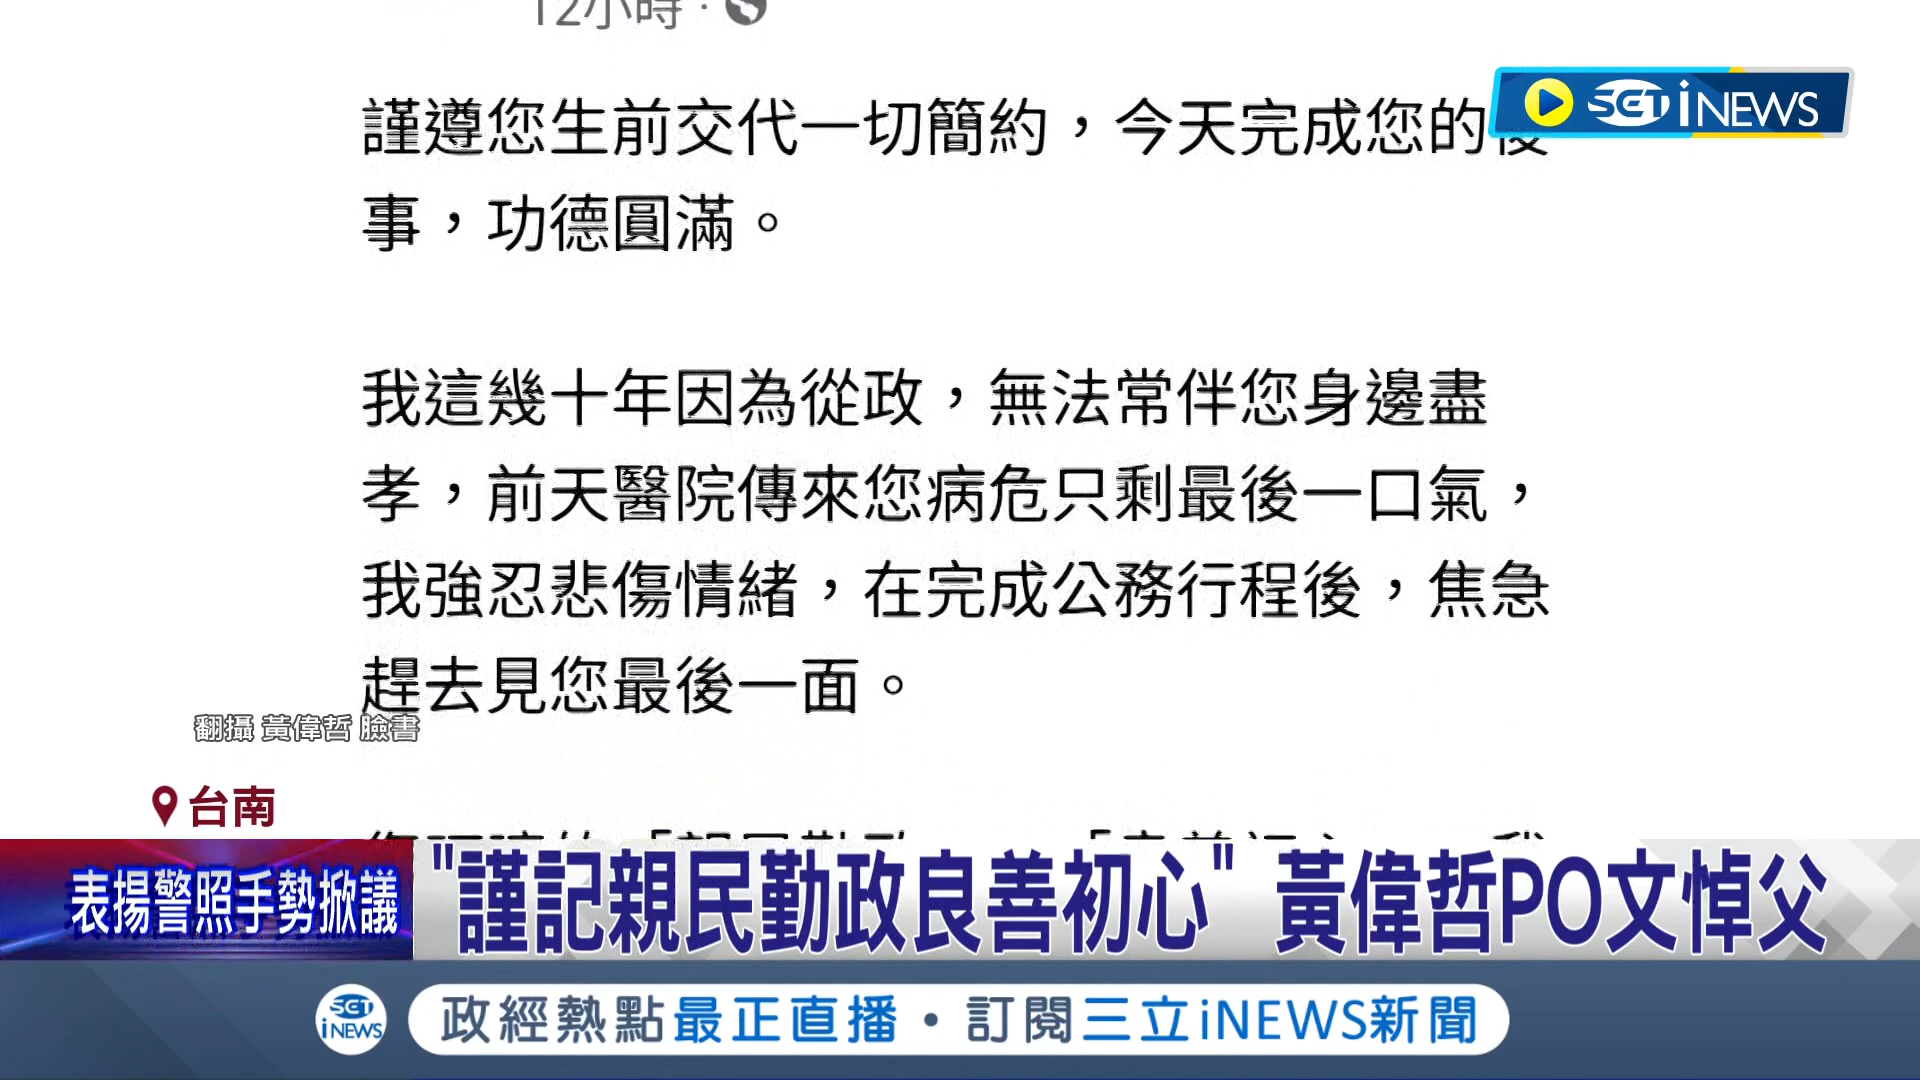 12小時 ·
SET iNEWS
謹遵您生前交代一切簡約，今天完成您的後
事，功德圓滿。
我這幾十年因為從政，無法常伴您身邊盡
孝，前天醫院傳來您病危只剩最後一口氣，
我強忍悲傷情緒，在完成公務行程後，焦急
趕去見您最後一面。
翻攝 黃偉哲 臉書
台南
表揚警照手勢掀議
"謹記親民勤政良善初心" 黃偉哲PO文悼父
SET iNEWS
政經熱點最正直播・訂閱三立iNEWS新聞